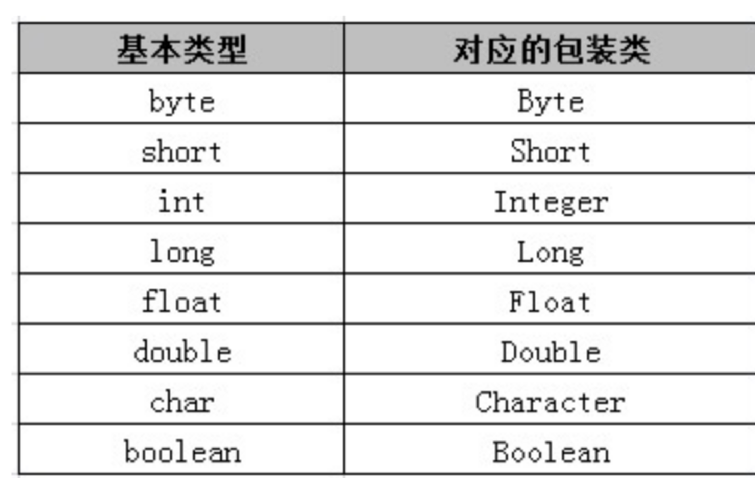 基本类型 对应的包装类
byte Byte
short Short
int Integer
long Long
float Float
double Double
char Character
boolean Boolean